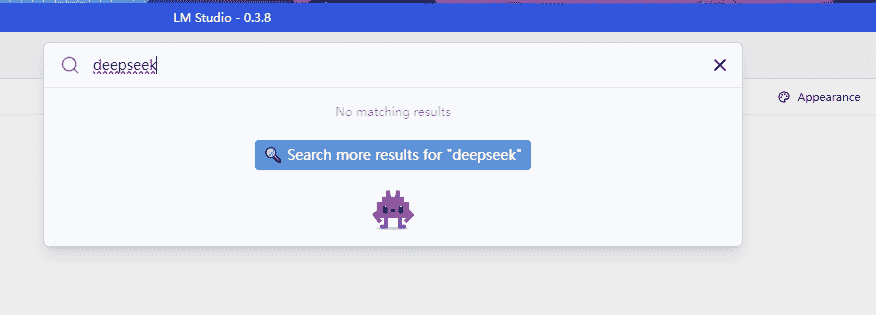 LM Studio - 0.3.8
deepseek
Appearance
No matching results
Search more results for "deepseek"